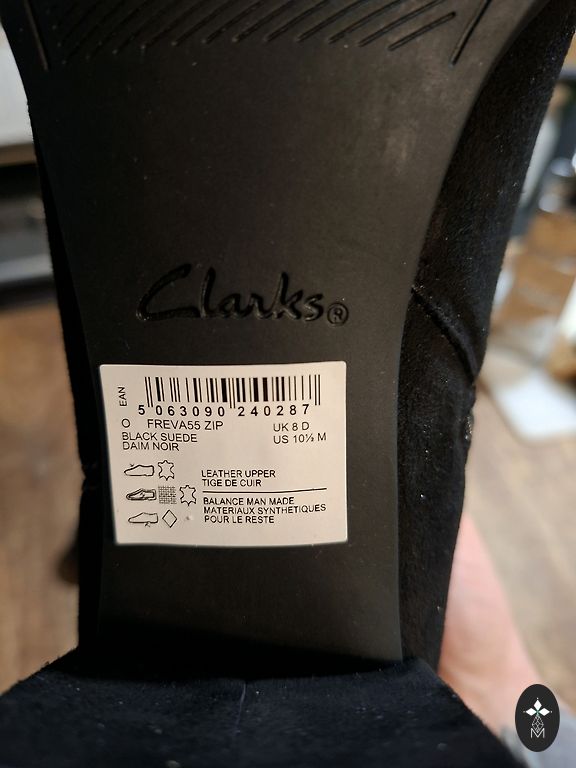 Clarks®
EAN
5 063090 240287
O FREVA55 ZIP UK 8 D
BLACK SUEDE US 10½ M
DAIM NOIR
LEATHER UPPER
TIGE DE CUIR
BALANCE MAN MADE
MATERIAUX SYNTHETIQUES
POUR LE RESTE
M